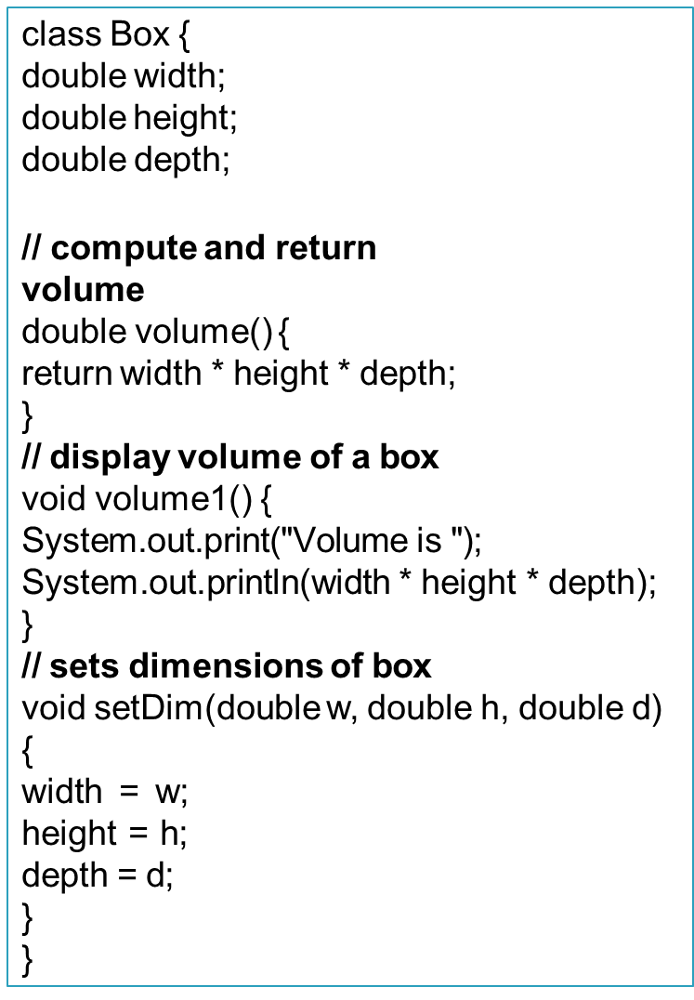 class Box {
double width;
double height;
double depth;
// compute and return
volume
double volume(){
return width * height * depth;
}
// display volume of a box
void volume1() {
System.out.print("Volume is ");
System.out.println(width * height * depth);
}
// sets dimensions of box
void setDim(double w, double h, double d)
{
width = w;
height = h;
depth = d;
}
}